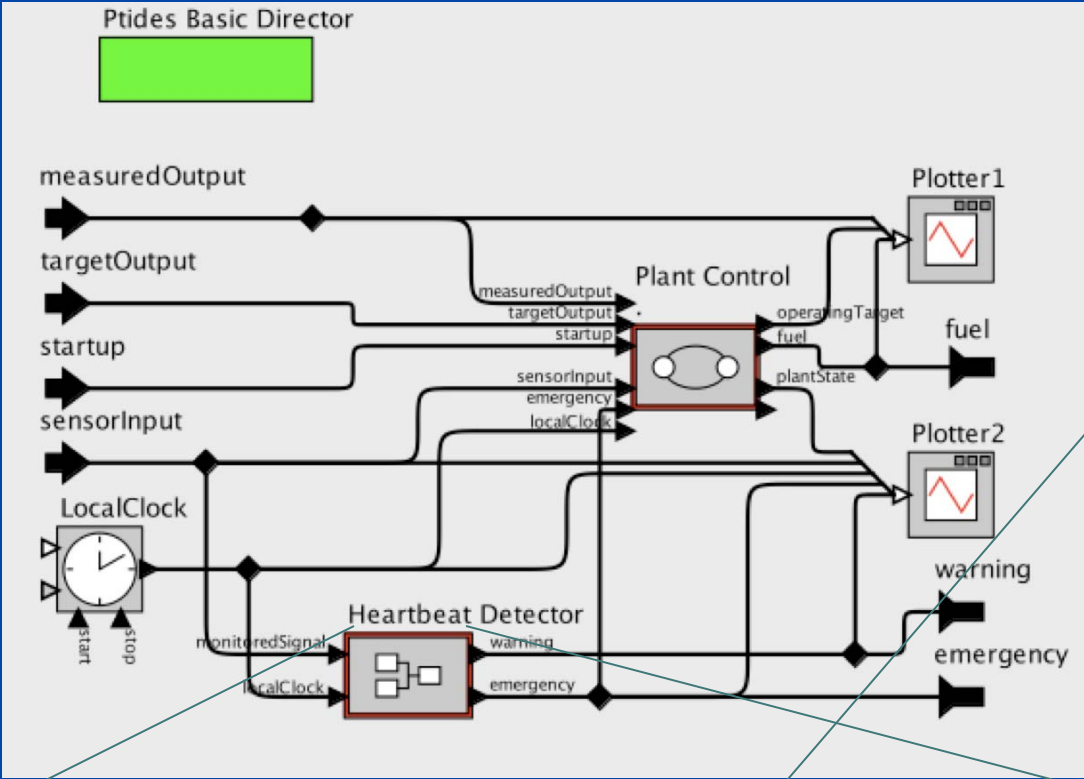 Ptides Basic Director
measuredOutput
Plotter1
targetOutput
Plant Control
measuredOutput
targetOutput
operatingTarget
startup
startup
fuel
fuel
sensorInput
plantState
emergency
sensorInput
localClock
Plotter2
LocalClock
warning
start
stop
Heartbeat Detector
monitoredSignal
warning
emergency
localClock
emergency